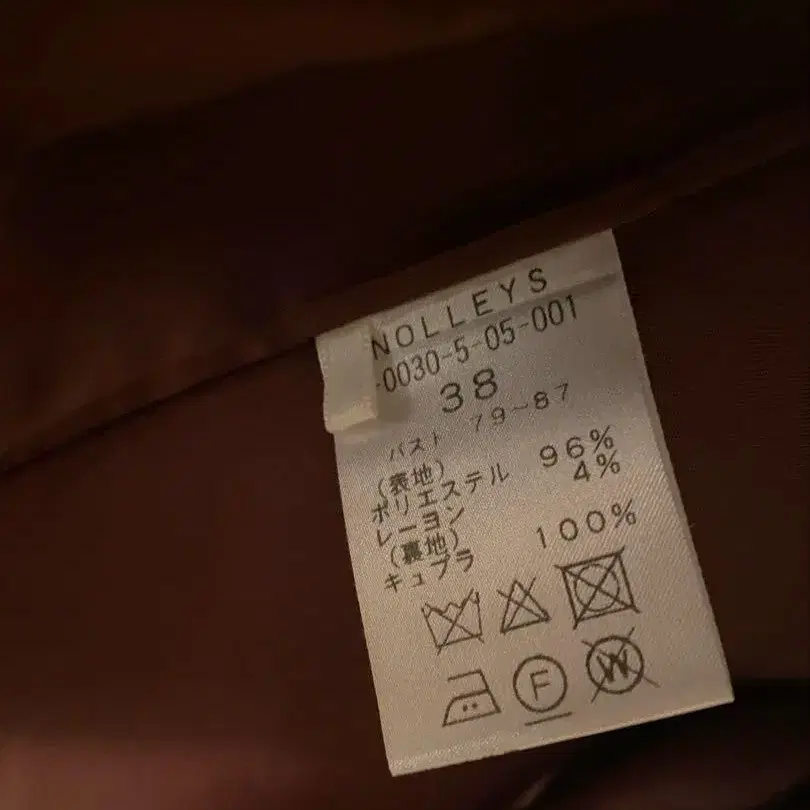 NOLLEYS
-0030-5-05-001
38
バスト 79-87
(表地)
ポリエステル 96%
レーヨン 4%
(裏地)
キュプラ 100%
F W